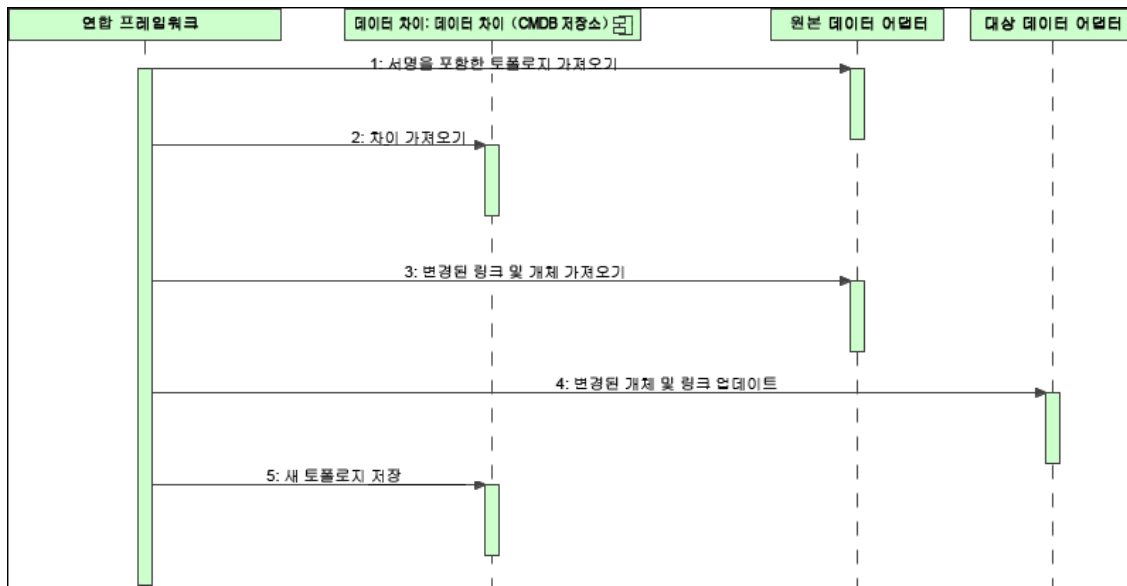 연합 프레임워크
데이터 차이: 데이터 차이 (CMDB 저장소)
원본 데이터 어댑터
대상 데이터 어댑터
1: 서명을 포함한 토폴로지 가져오기
2: 차이 가져오기
3: 변경된 링크 및 개체 가져오기
4: 변경된 개체 및 링크 업데이트
5: 새 토폴로지 저장